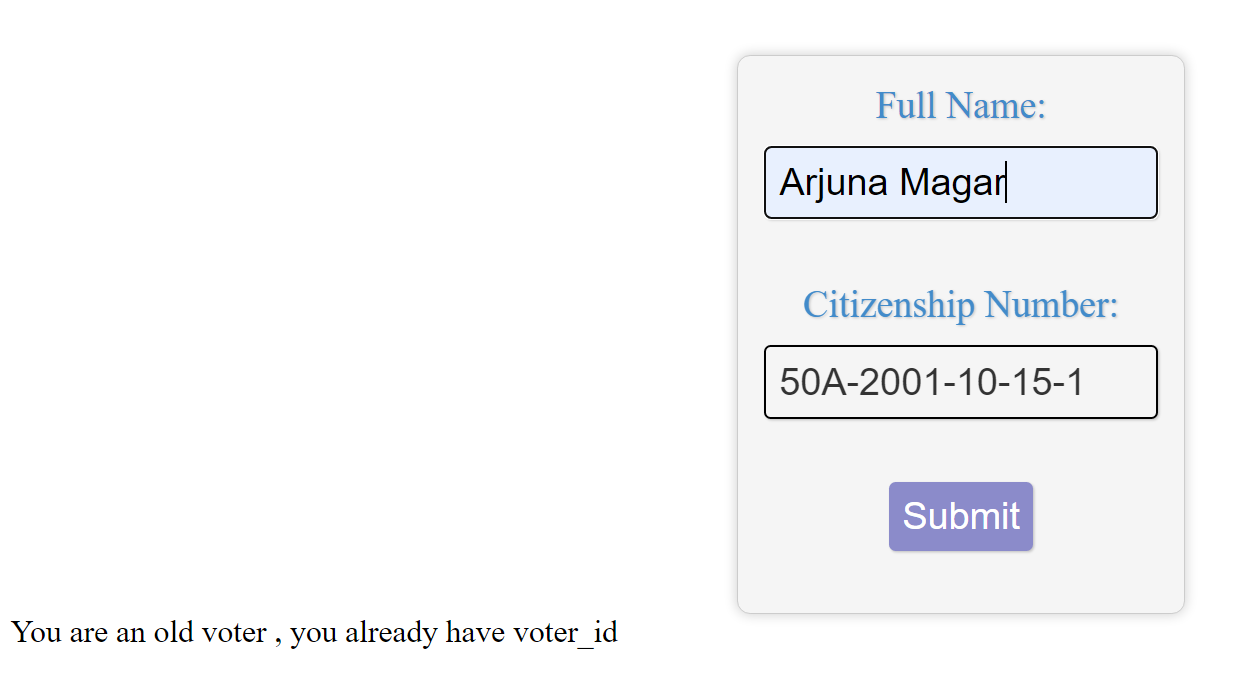 Full Name:
Arjuna Magar
Citizenship Number:
50A-2001-10-15-1
Submit
You are an old voter , you already have voter_id